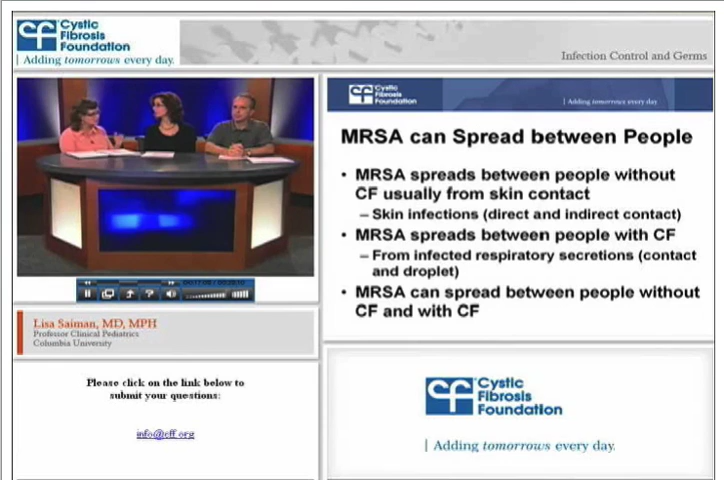 Cystic
Fibrosis
Foundation
Adding tomorrows every day.
Infection Control and Germs
Cystic
Fibrosis
Foundation
Adding tomorrows every day
MRSA can Spread between People
• MRSA spreads between people without
CF usually from skin contact
– Skin infections (direct and indirect contact)
• MRSA spreads between people with CF
– From infected respiratory secretions (contact
and droplet)
• MRSA can spread between people without
CF and with CF
Lisa Saiman, MD, MPH
Professor Clinical Pediatrics
Columbia University
Please click on the link below to
submit your questions:
info@cff.org
Cystic
Fibrosis
Foundation
Adding tomorrows every day.